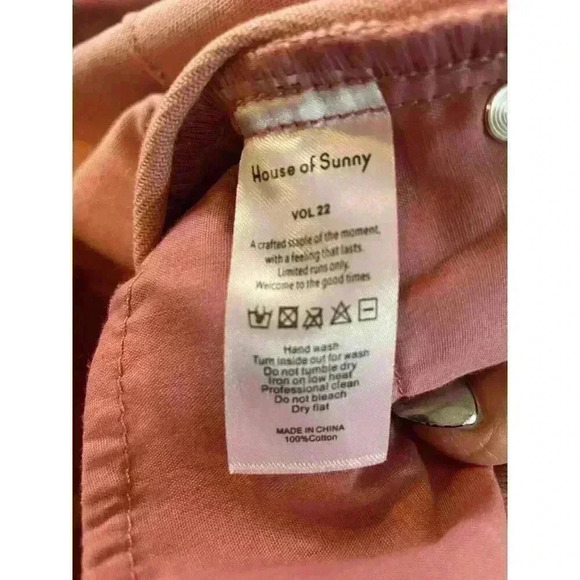 House of Sunny
VOL 22
A crafted staple of the moment,
with a feeling that lasts.
Limited runs only.
Welcome to the good times
Hand wash
Turn inside out for wash
Do not tumble dry
Iron on low heat
Professional clean
Do not bleach
Dry flat
MADE IN CHINA
100%Cotton